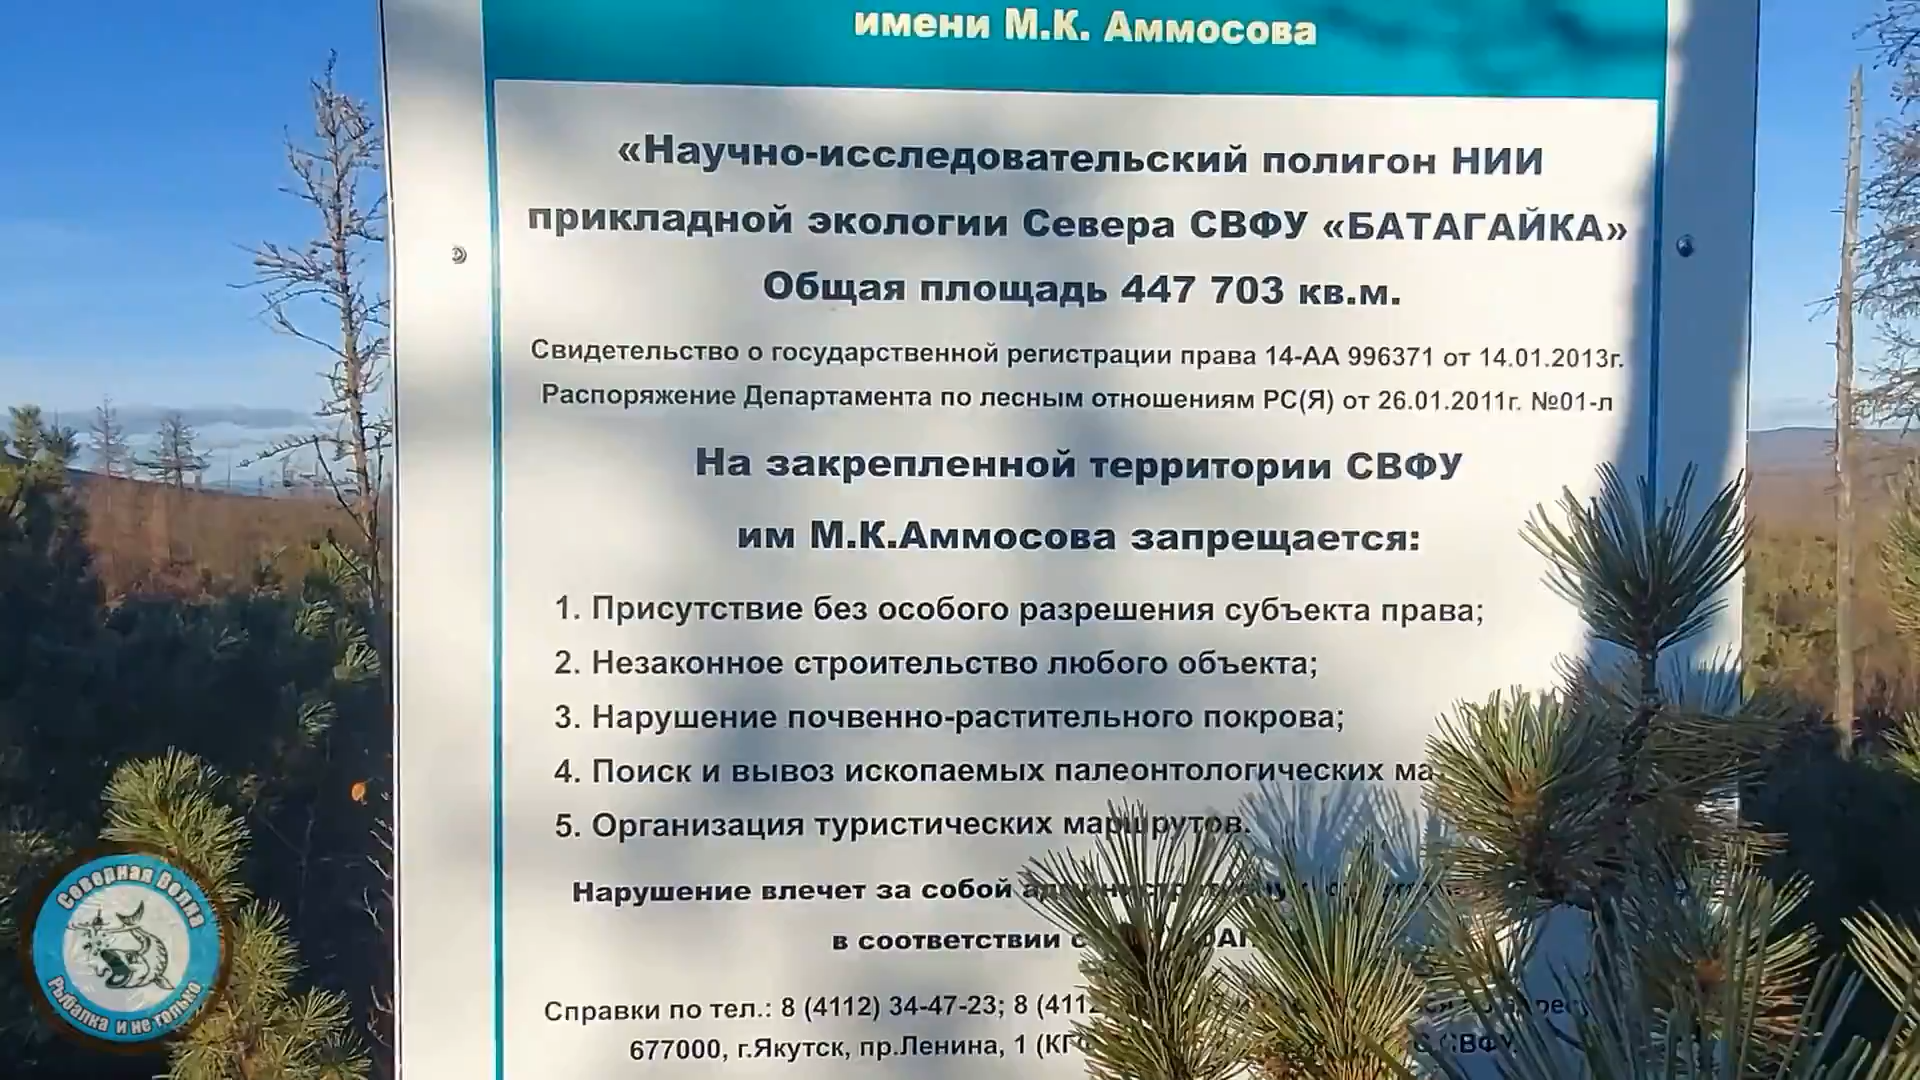 имени М.К. Аммосова
«Научно-исследовательский полигон НИИ
прикладной экологии Севера СВФУ «БАТАГАЙКА»
Общая площадь 447 703 кв.м.
Свидетельство о государственной регистрации права 14-АА 996371 от 14.01.2013г.
Распоряжение Департамента по лесным отношениям РС(Я) от 26.01.2011г. №01-л
На закрепленной территории СВФУ
им М.К.Аммосова запрещается:
1. Присутствие без особого разрешения субъекта права;
2. Незаконное строительство любого объекта;
3. Нарушение почвенно-растительного покрова;
4. Поиск и вывоз ископаемых палеонтологических
5. Организация туристических маршрутов.
Нарушение влечет за собой
в соответствии с
Справки по тел.: 8 (4112) 34-47-23; 8
677000, г.Якутск, пр.Ленина, 1
СВФУ
Северная Волна
Рыбалка и не только